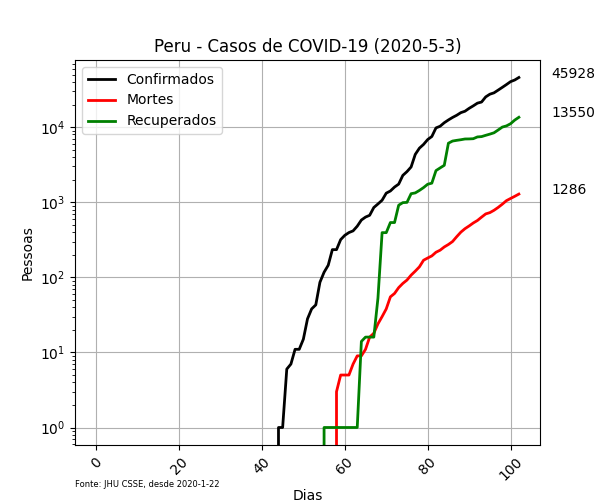 Peru - Casos de COVID-19 (2020-5-3)
Confirmados
Mortes
Recuperados
45928
13550
1286
Pessoas
10⁴
10³
10²
10¹
10⁰
0 20 40 60 80 100
Fonte: JHU CSSE, desde 2020-1-22
Dias